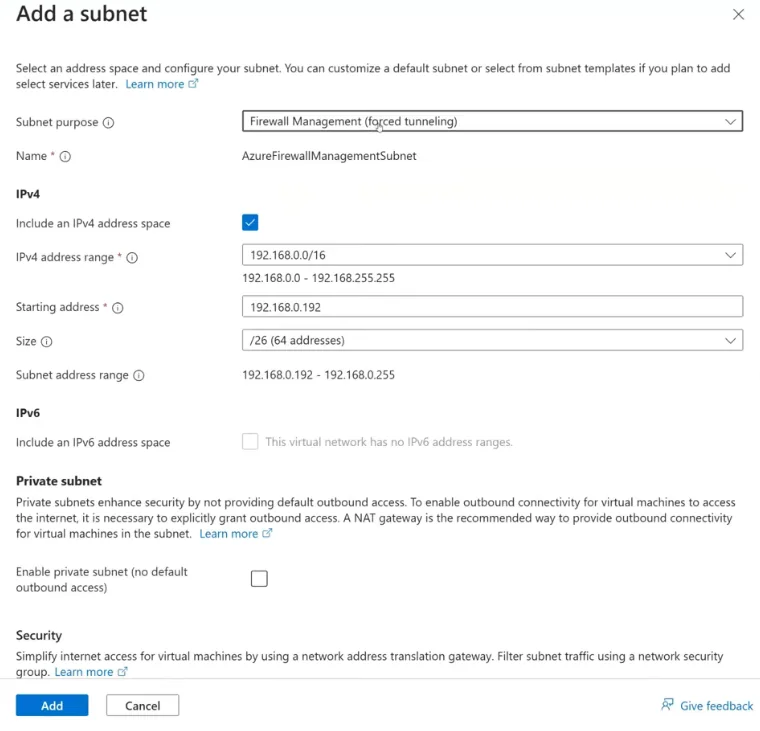 Add a subnet
Select an address space and configure your subnet. You can customize a default subnet or select from subnet templates if you plan to add
select services later. Learn more
Subnet purpose
Firewall Management (forced tunneling)
Name *
AzureFirewallManagementSubnet
IPv4
Include an IPv4 address space
IPv4 address range *
192.168.0.0/16
192.168.0.0 - 192.168.255.255
Starting address *
192.168.0.192
Size
/26 (64 addresses)
Subnet address range
192.168.0.192 - 192.168.0.255
IPv6
Include an IPv6 address space
This virtual network has no IPv6 address ranges.
Private subnet
Private subnets enhance security by not providing default outbound access. To enable outbound connectivity for virtual machines to access
the internet, it is necessary to explicitly grant outbound access. A NAT gateway is the recommended way to provide outbound connectivity
for virtual machines in the subnet. Learn more
Enable private subnet (no default
outbound access)
Security
Simplify internet access for virtual machines by using a network address translation gateway. Filter subnet traffic using a network security
group. Learn more
Add
Cancel
Give feedback